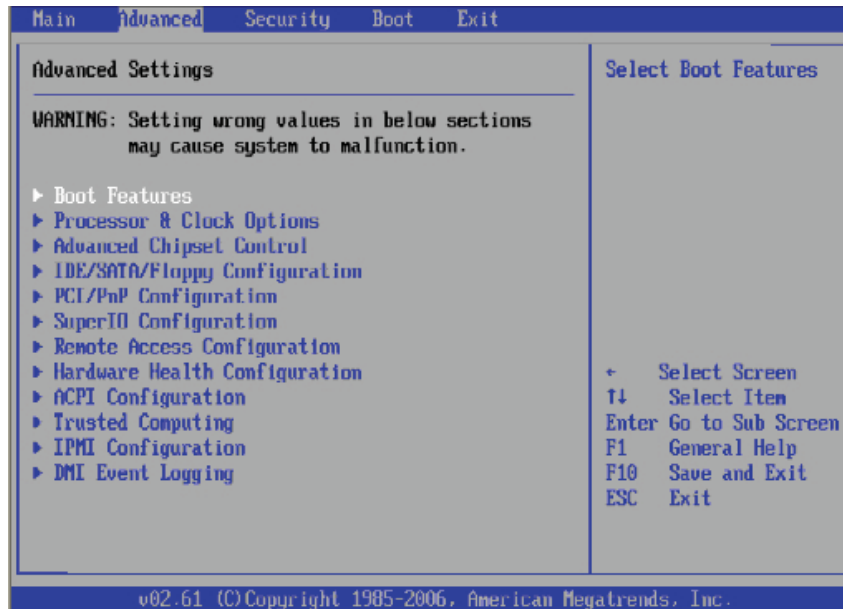 Main Advanced Security Boot Exit
Advanced Settings
WARNING: Setting wrong values in below sections
may cause system to malfunction.
Boot Features
Processor & Clock Options
Advanced Chipset Control
IDE/SATA/Floppy Configuration
PCI/PnP Configuration
SuperIO Configuration
Remote Access Configuration
Hardware Health Configuration
ACPI Configuration
Trusted Computing
IPMI Configuration
DMI Event Logging
Select Boot Features
← Select Screen
↑↓ Select Item
Enter Go to Sub Screen
F1 General Help
F10 Save and Exit
ESC Exit
v02.61 (C)Copyright 1985-2006, American Megatrends, Inc.